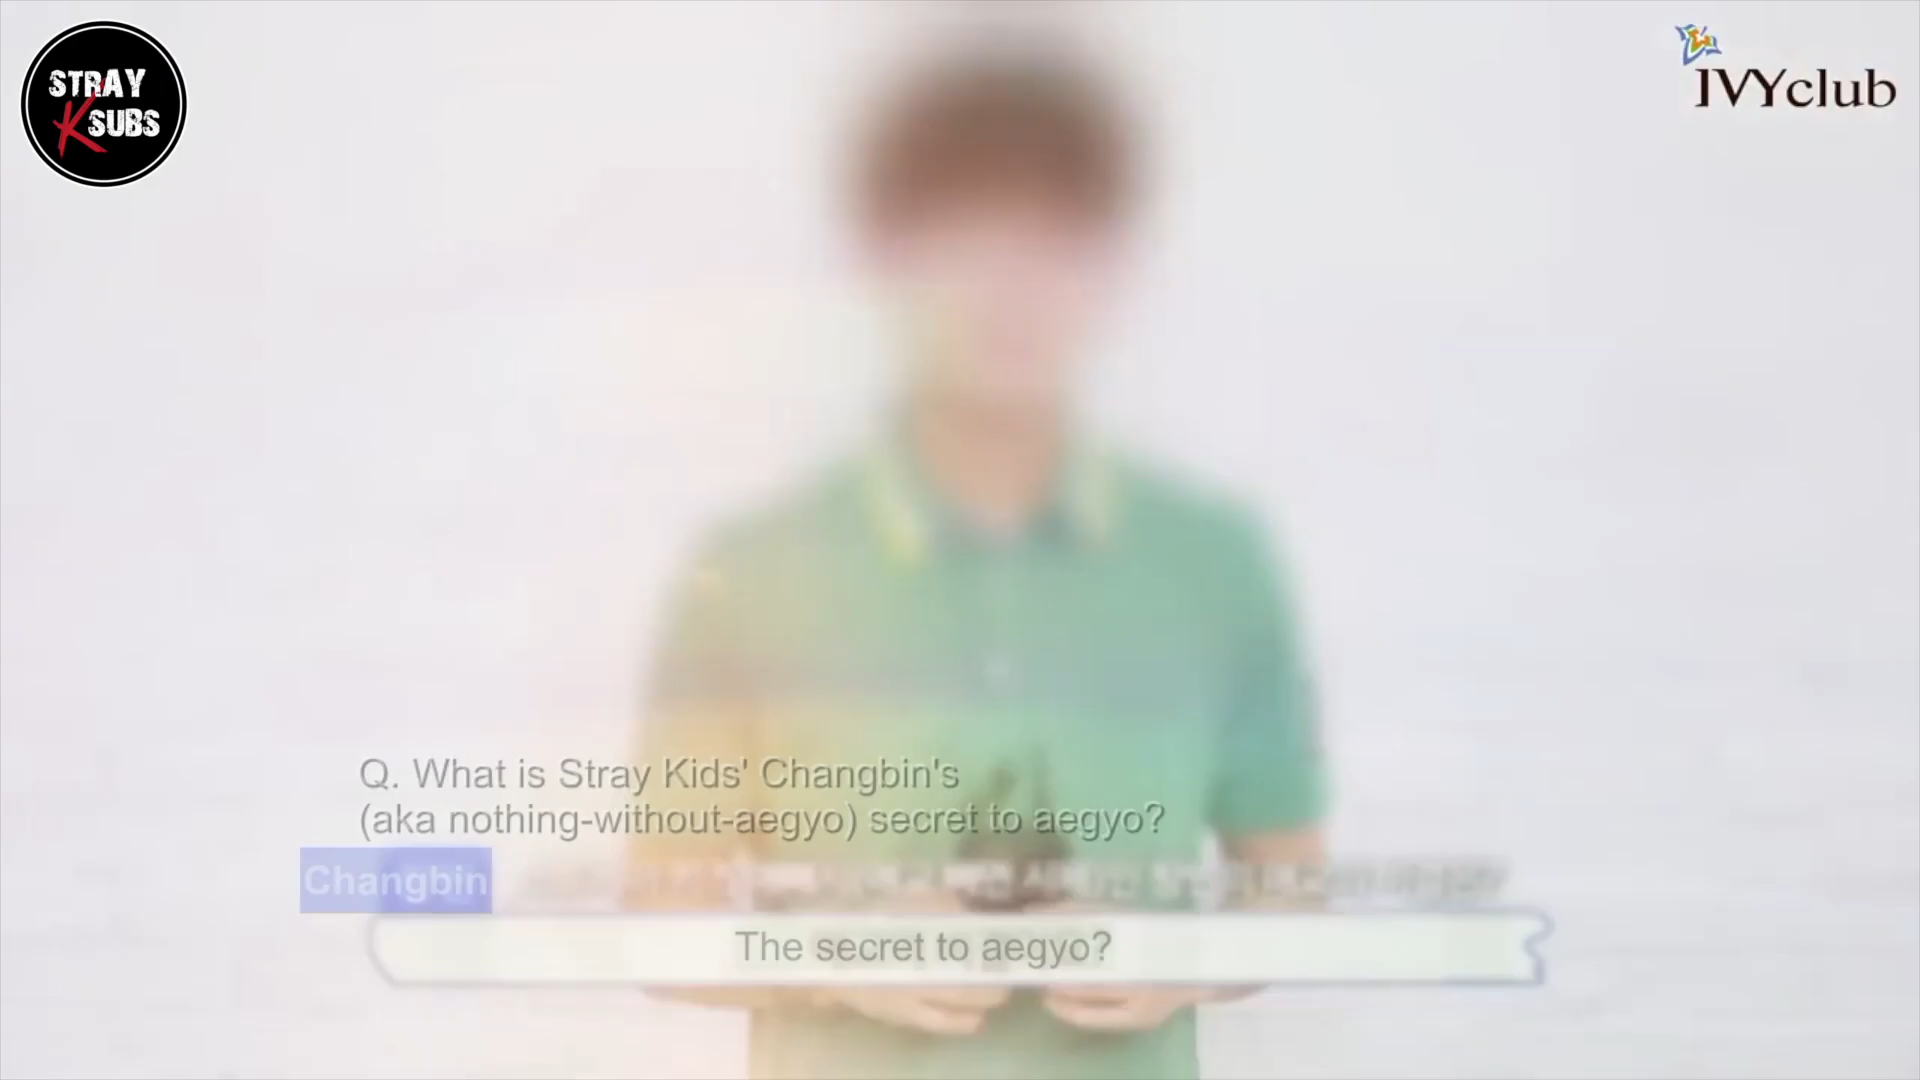 STRAY
K SUBS
IVYclub
Q. What is Stray Kids' Changbin's
(aka nothing-without-aegyo) secret to aegyo?
Changbin
The secret to aegyo?